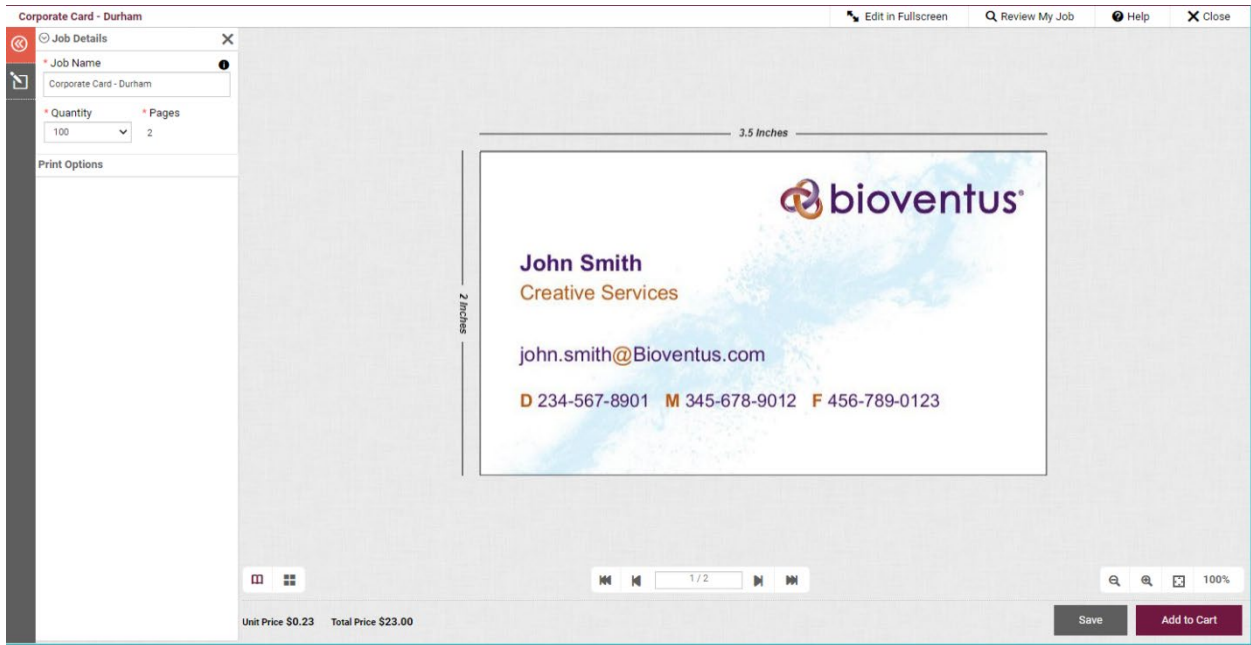 Corporate Card - Durham
Edit in Fullscreen
Review My Job
Help
Close
Job Details
* Job Name
Corporate Card - Durham
* Quantity * Pages
100 2
Print Options
3.5 Inches
2 Inches
bioventus®
John Smith
Creative Services
john.smith@Bioventus.com
D 234-567-8901 M 345-678-9012 F 456-789-0123
1 / 2
100%
Unit Price $0.23 Total Price $23.00
Save
Add to Cart